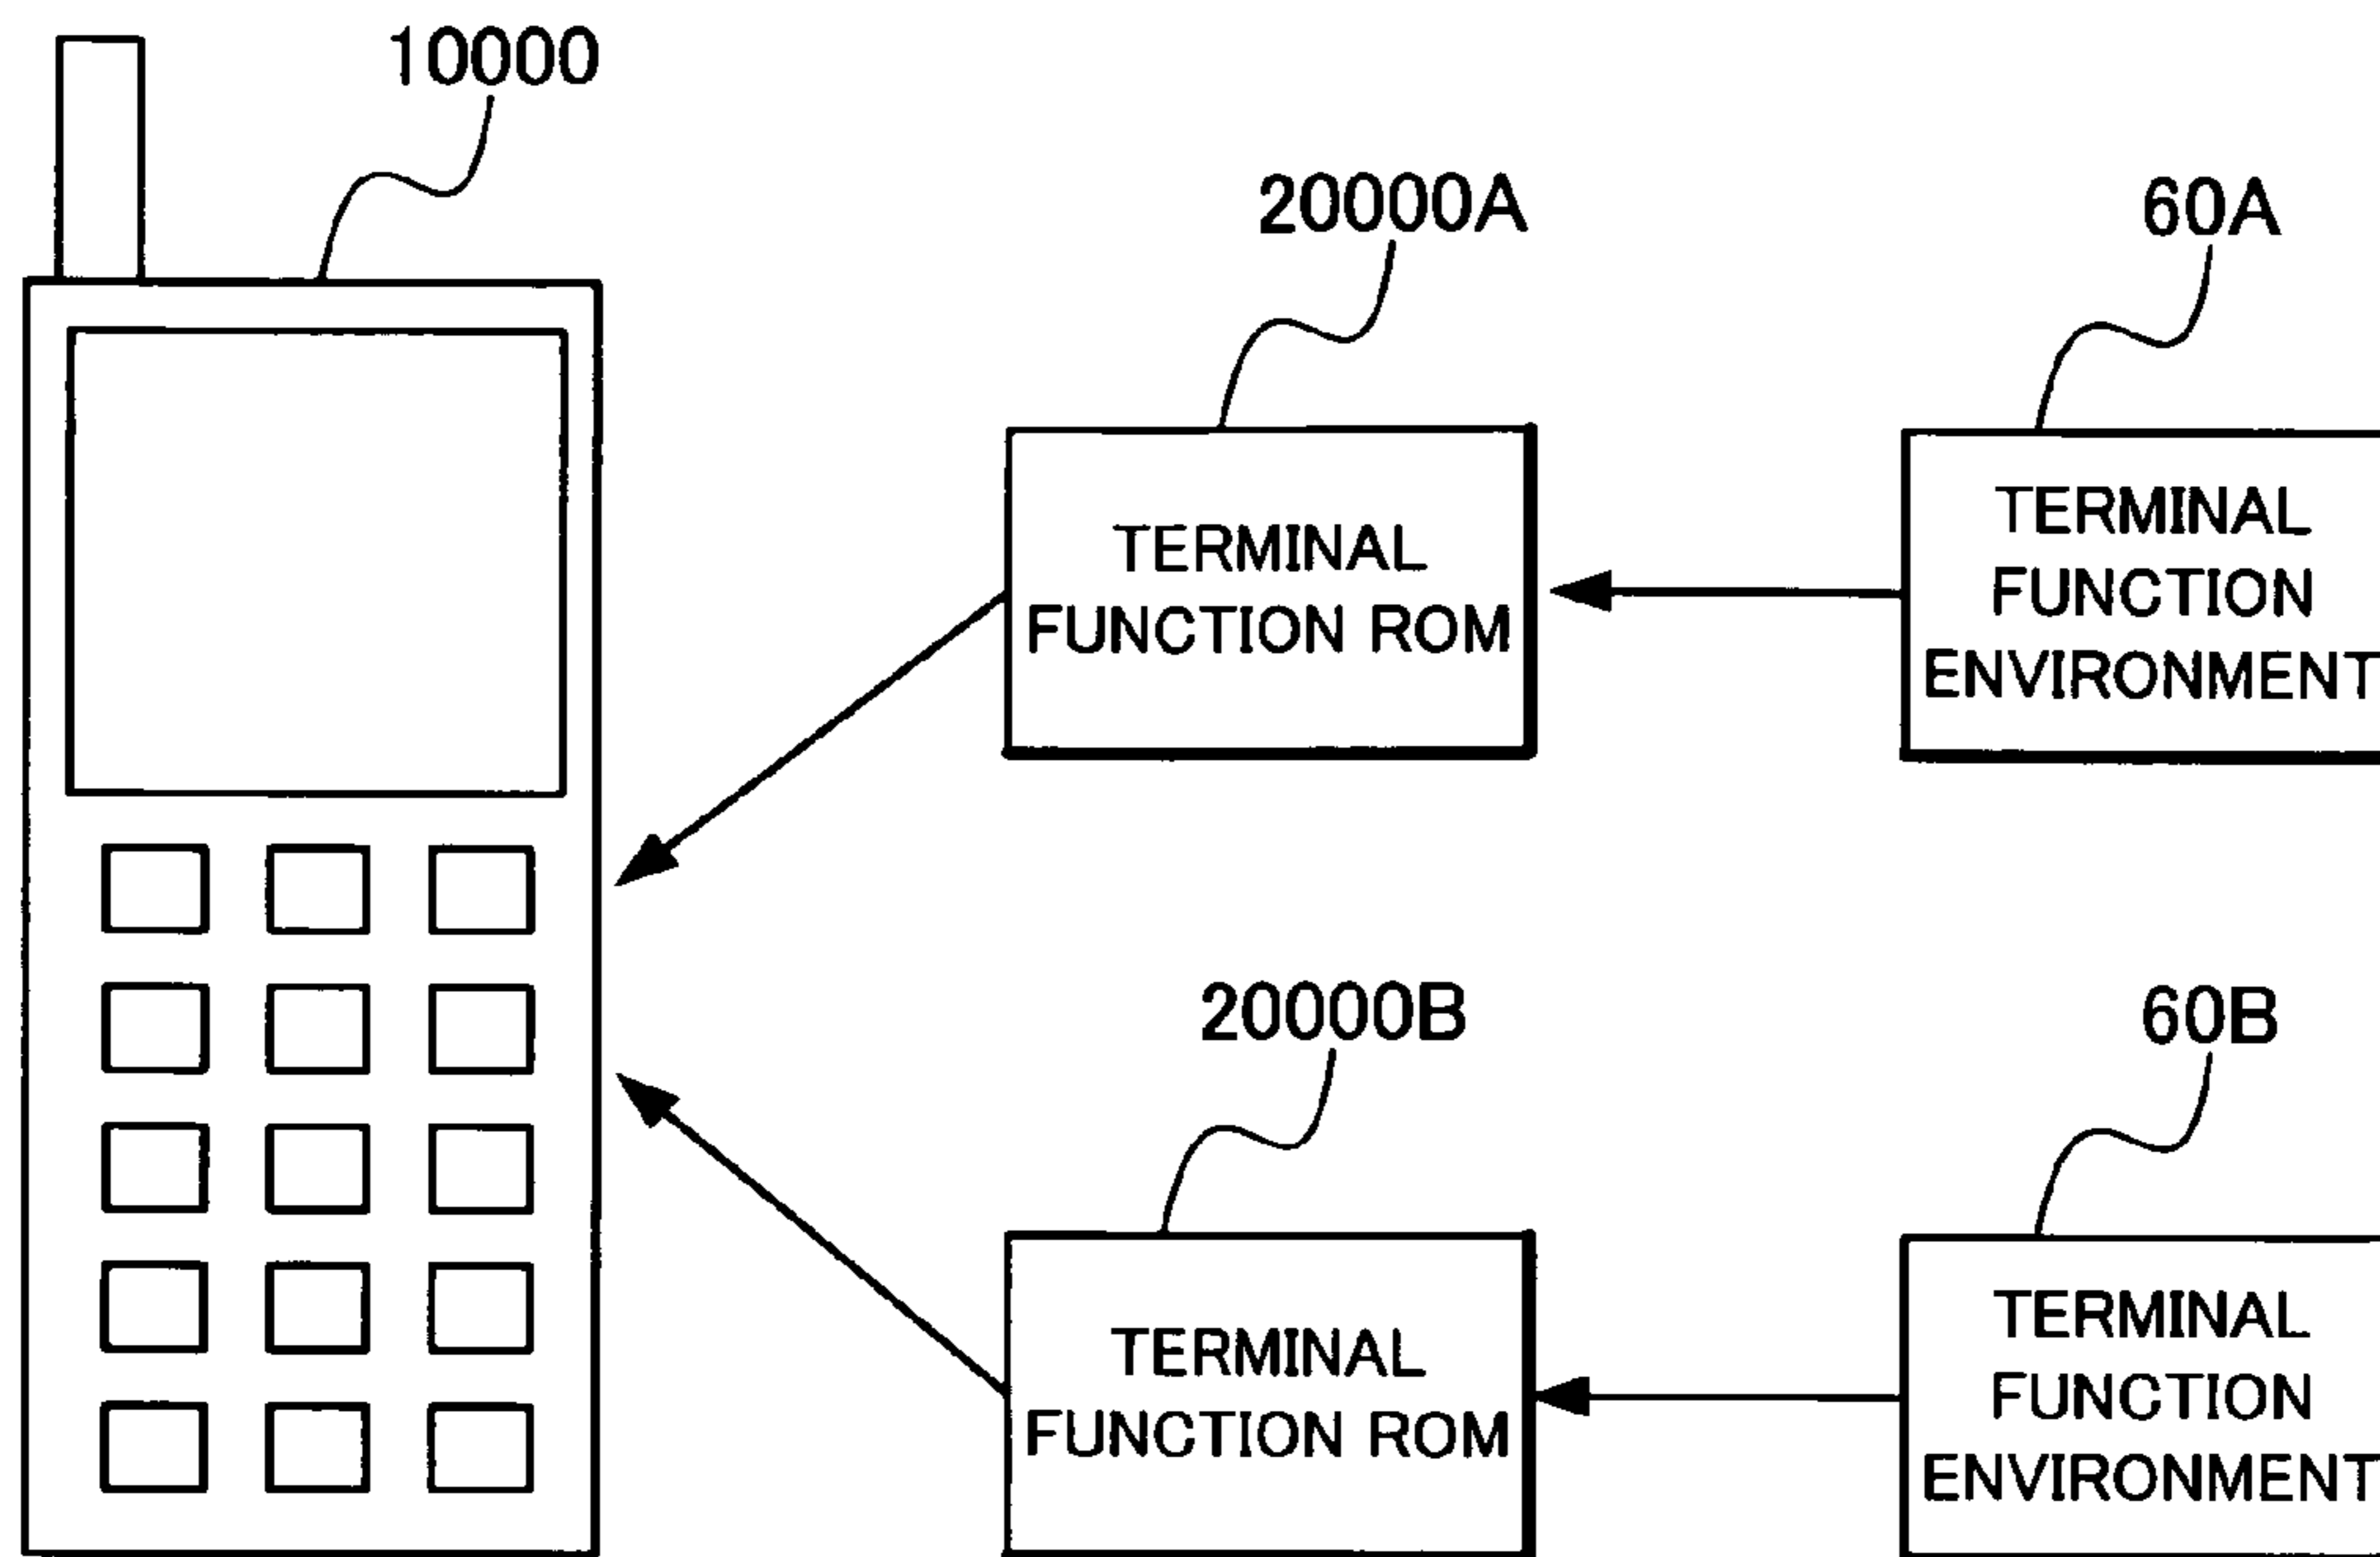 10000
20000A
60A
TERMINAL
FUNCTION ROM
TERMINAL
FUNCTION
ENVIRONMENT
20000B
60B
TERMINAL
FUNCTION ROM
TERMINAL
FUNCTION
ENVIRONMENT